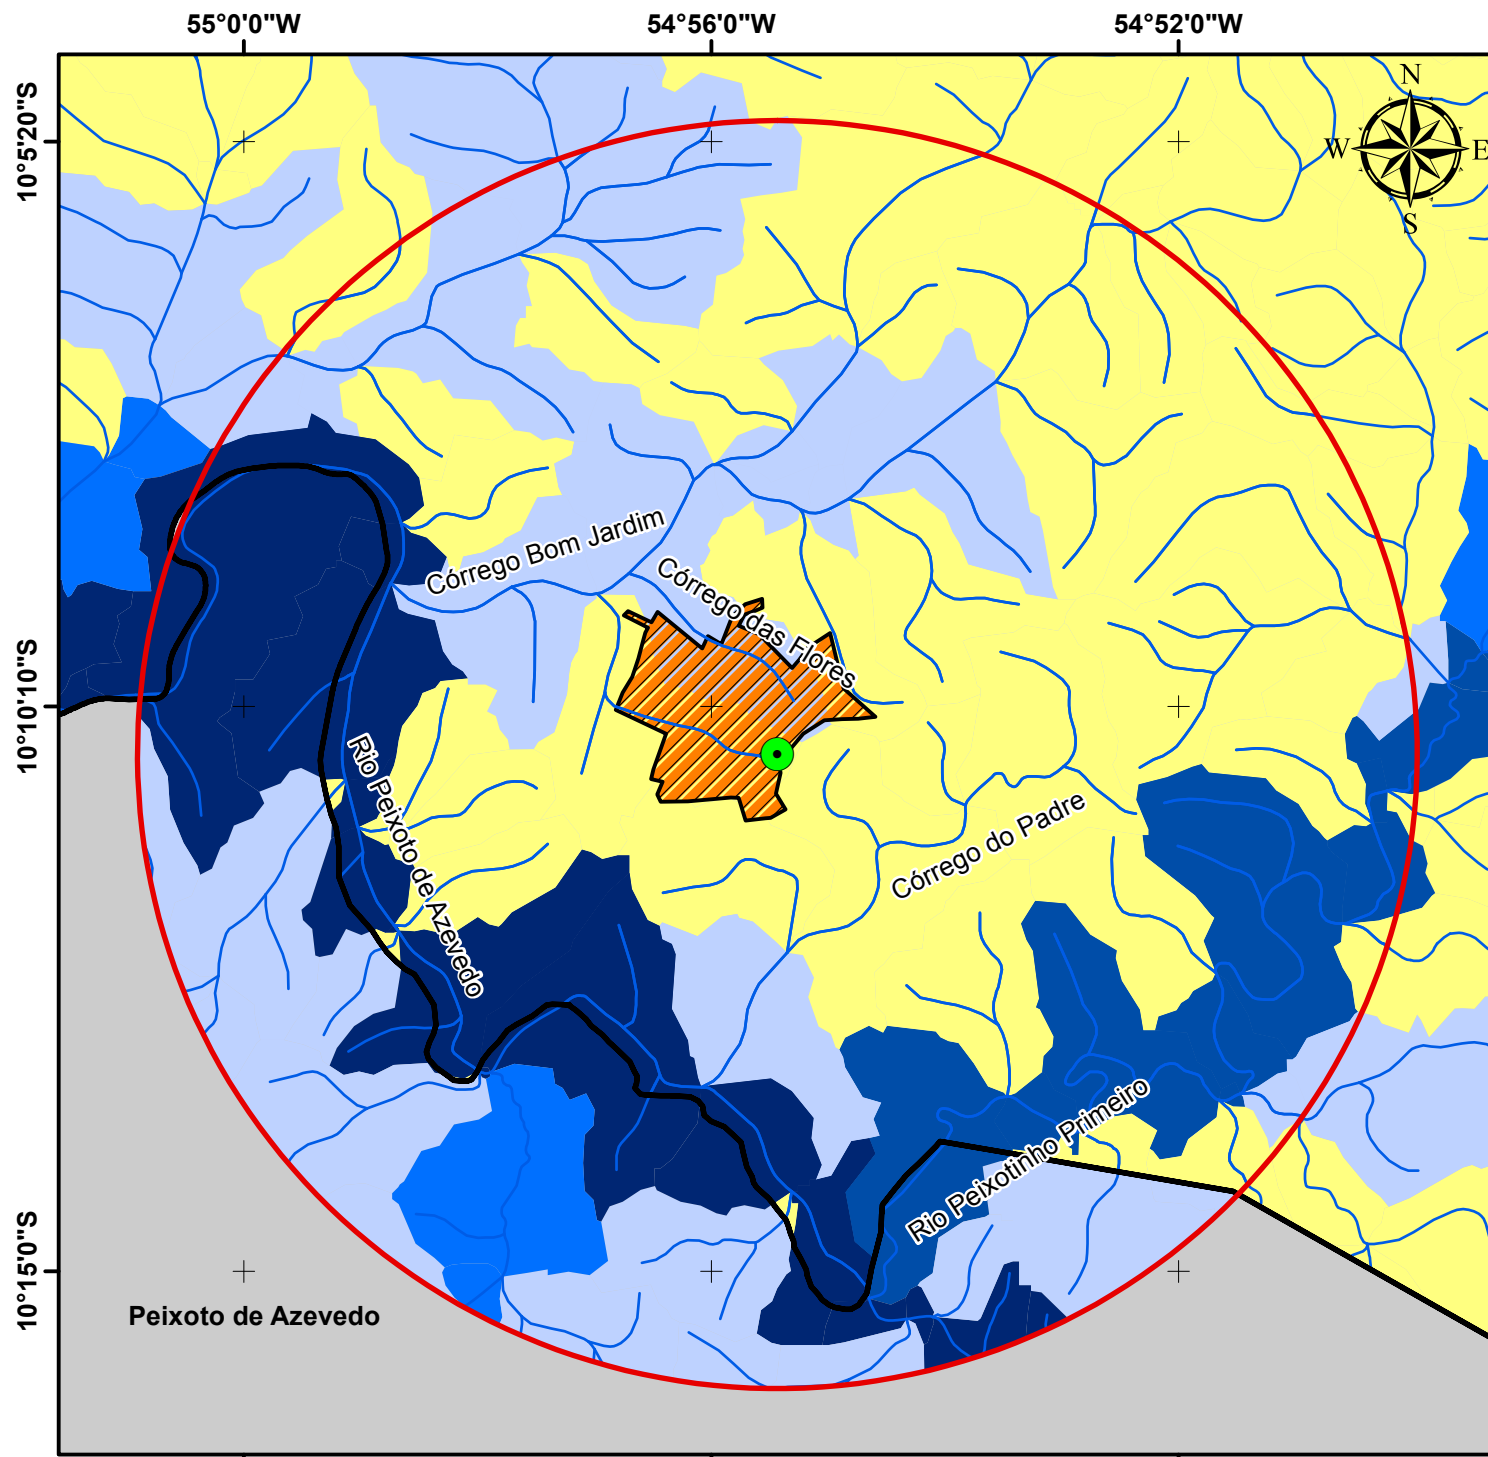 55°0'0"W
54°56'0"W
54°52'0"W
N
W
E
S
10°5'20"S
10°10'10"S
10°15'0"S
Córrego Bom Jardim
Córrego das Flores
Rio Peixoto de Azevedo
Córrego do Padre
Rio Peixotinho Primeiro
Peixoto de Azevedo